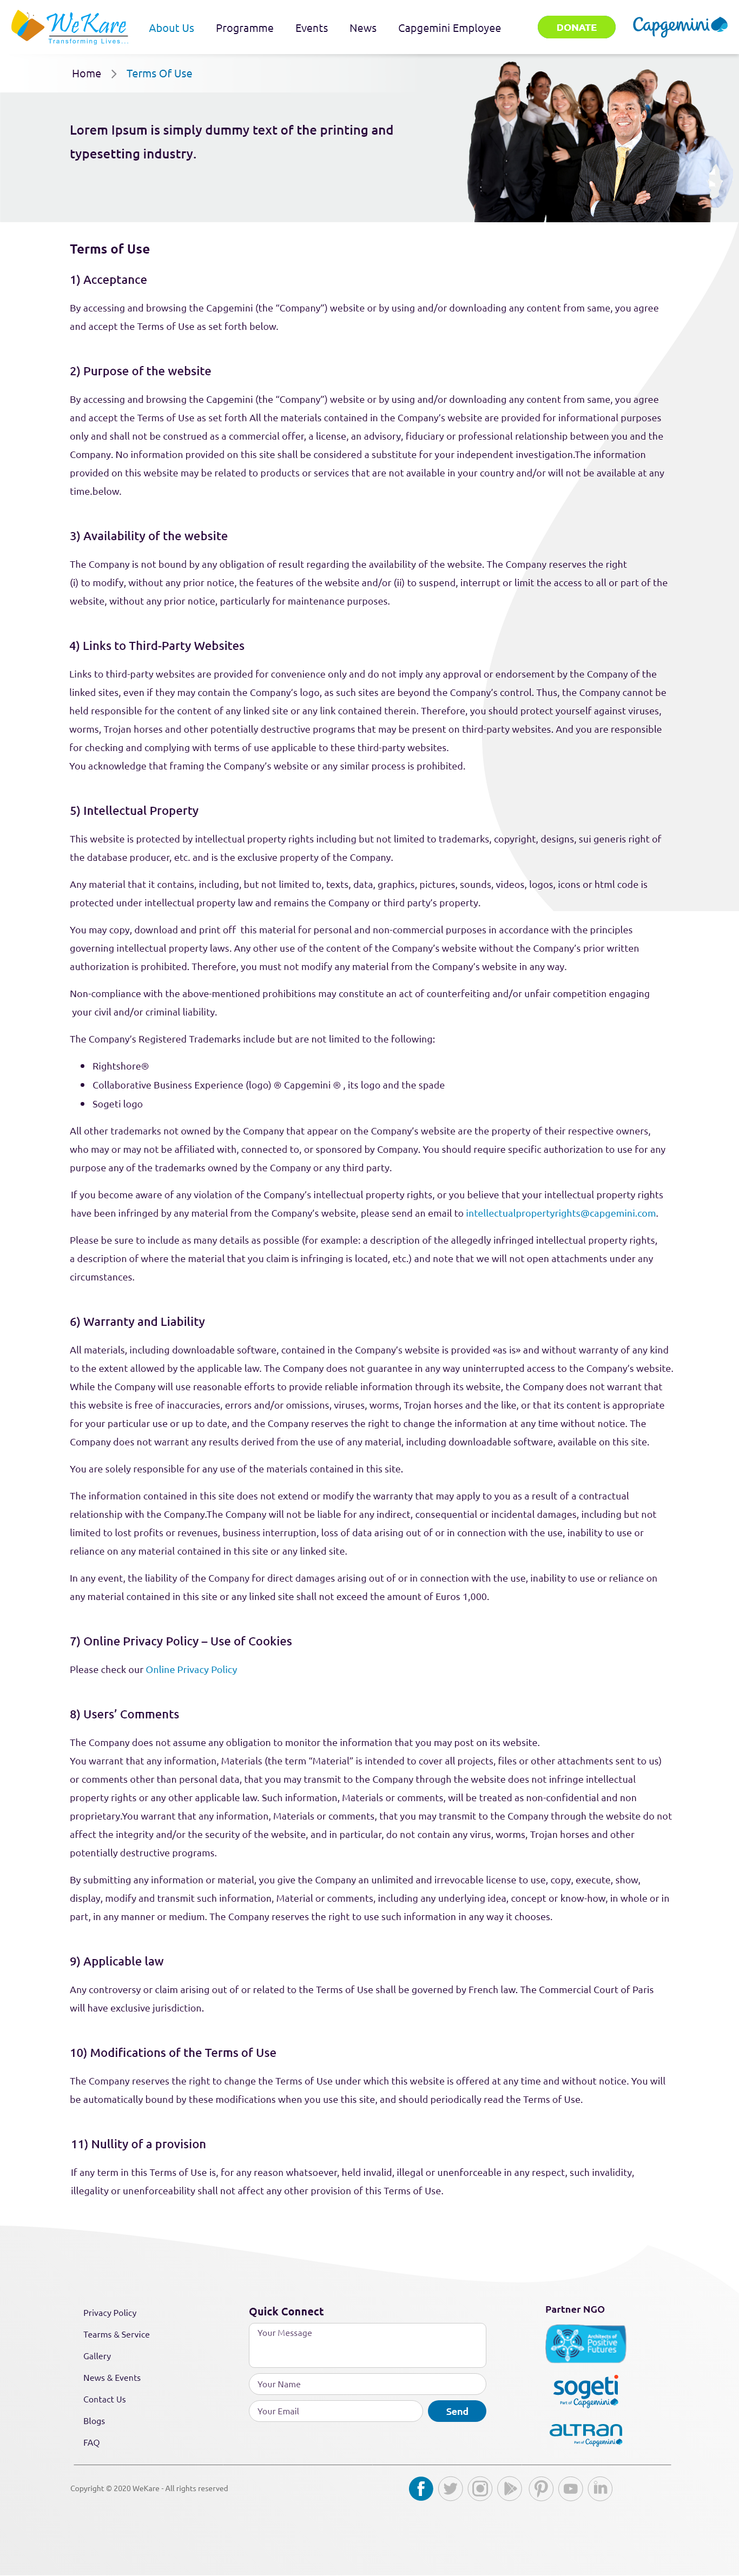 WeKare
Transforming Lives...
About Us Programme Events News Capgemini Employee DONATE Capgemini
Home Terms Of Use
Lorem Ipsum is simply dummy text of the printing and
typesetting industry.
Terms of Use
1) Acceptance
By accessing and browsing the Capgemini (the “Company”) website or by using and/or downloading any content from same, you agree
and accept the Terms of Use as set forth below.
2) Purpose of the website
By accessing and browsing the Capgemini (the “Company”) website or by using and/or downloading any content from same, you agree
and accept the Terms of Use as set forth All the materials contained in the Company’s website are provided for informational purposes
only and shall not be construed as a commercial offer, a license, an advisory, fiduciary or professional relationship between you and the
Company. No information provided on this site shall be considered a substitute for your independent investigation.The information
provided on this website may be related to products or services that are not available in your country and/or will not be available at any
time.below.
3) Availability of the website
The Company is not bound by any obligation of result regarding the availability of the website. The Company reserves the right
(i) to modify, without any prior notice, the features of the website and/or (ii) to suspend, interrupt or limit the access to all or part of the
website, without any prior notice, particularly for maintenance purposes.
4) Links to Third-Party Websites
Links to third-party websites are provided for convenience only and do not imply any approval or endorsement by the Company of the
linked sites, even if they may contain the Company’s logo, as such sites are beyond the Company’s control. Thus, the Company cannot be
held responsible for the content of any linked site or any link contained therein. Therefore, you should protect yourself against viruses,
worms, Trojan horses and other potentially destructive programs that may be present on third-party websites. And you are responsible
for checking and complying with terms of use applicable to these third-party websites.
You acknowledge that framing the Company’s website or any similar process is prohibited.
5) Intellectual Property
This website is protected by intellectual property rights including but not limited to trademarks, copyright, designs, sui generis right of
the database producer, etc. and is the exclusive property of the Company.
Any material that it contains, including, but not limited to, texts, data, graphics, pictures, sounds, videos, logos, icons or html code is
protected under intellectual property law and remains the Company or third party’s property.
You may copy, download and print off this material for personal and non-commercial purposes in accordance with the principles
governing intellectual property laws. Any other use of the content of the Company’s website without the Company’s prior written
authorization is prohibited. Therefore, you must not modify any material from the Company’s website in any way.
Non-compliance with the above-mentioned prohibitions may constitute an act of counterfeiting and/or unfair competition engaging
your civil and/or criminal liability.
The Company’s Registered Trademarks include but are not limited to the following:
• Rightshore®
• Collaborative Business Experience (logo) ® Capgemini ® , its logo and the spade
• Sogeti logo
All other trademarks not owned by the Company that appear on the Company’s website are the property of their respective owners,
who may or may not be affiliated with, connected to, or sponsored by Company. You should require specific authorization to use for any
purpose any of the trademarks owned by the Company or any third party.
If you become aware of any violation of the Company’s intellectual property rights, or you believe that your intellectual property rights
have been infringed by any material from the Company’s website, please send an email to intellectualpropertyrights@capgemini.com.
Please be sure to include as many details as possible (for example: a description of the allegedly infringed intellectual property rights,
a description of where the material that you claim is infringing is located, etc.) and note that we will not open attachments under any
circumstances.
6) Warranty and Liability
All materials, including downloadable software, contained in the Company’s website is provided «as is» and without warranty of any kind
to the extent allowed by the applicable law. The Company does not guarantee in any way uninterrupted access to the Company’s website.
While the Company will use reasonable efforts to provide reliable information through its website, the Company does not warrant that
this website is free of inaccuracies, errors and/or omissions, viruses, worms, Trojan horses and the like, or that its content is appropriate
for your particular use or up to date, and the Company reserves the right to change the information at any time without notice. The
Company does not warrant any results derived from the use of any material, including downloadable software, available on this site.
You are solely responsible for any use of the materials contained in this site.
The information contained in this site does not extend or modify the warranty that may apply to you as a result of a contractual
relationship with the Company.The Company will not be liable for any indirect, consequential or incidental damages, including but not
limited to lost profits or revenues, business interruption, loss of data arising out of or in connection with the use, inability to use or
reliance on any material contained in this site or any linked site.
In any event, the liability of the Company for direct damages arising out of or in connection with the use, inability to use or reliance on
any material contained in this site or any linked site shall not exceed the amount of Euros 1,000.
7) Online Privacy Policy – Use of Cookies
Please check our Online Privacy Policy
8) Users’ Comments
The Company does not assume any obligation to monitor the information that you may post on its website.
You warrant that any information, Materials (the term “Material” is intended to cover all projects, files or other attachments sent to us)
or comments other than personal data, that you may transmit to the Company through the website does not infringe intellectual
property rights or any other applicable law. Such information, Materials or comments, will be treated as non-confidential and non
proprietary.You warrant that any information, Materials or comments, that you may transmit to the Company through the website do not
affect the integrity and/or the security of the website, and in particular, do not contain any virus, worms, Trojan horses and other
potentially destructive programs.
By submitting any information or material, you give the Company an unlimited and irrevocable license to use, copy, execute, show,
display, modify and transmit such information, Material or comments, including any underlying idea, concept or know-how, in whole or in
part, in any manner or medium. The Company reserves the right to use such information in any way it chooses.
9) Applicable law
Any controversy or claim arising out of or related to the Terms of Use shall be governed by French law. The Commercial Court of Paris
will have exclusive jurisdiction.
10) Modifications of the Terms of Use
The Company reserves the right to change the Terms of Use under which this website is offered at any time and without notice. You will
be automatically bound by these modifications when you use this site, and should periodically read the Terms of Use.
11) Nullity of a provision
If any term in this Terms of Use is, for any reason whatsoever, held invalid, illegal or unenforceable in any respect, such invalidity,
illegality or unenforceability shall not affect any other provision of this Terms of Use.
Privacy Policy
Tearms & Service
Gallery
News & Events
Contact Us
Blogs
FAQ
Quick Connect
Your Message
Your Name
Your Email
Send
Partner NGO
Architects of
Positive
Futures
sogeti
Part of Capgemini
ALTRAN
Part of Capgemini
Copyright © 2020 WeKare - All rights reserved